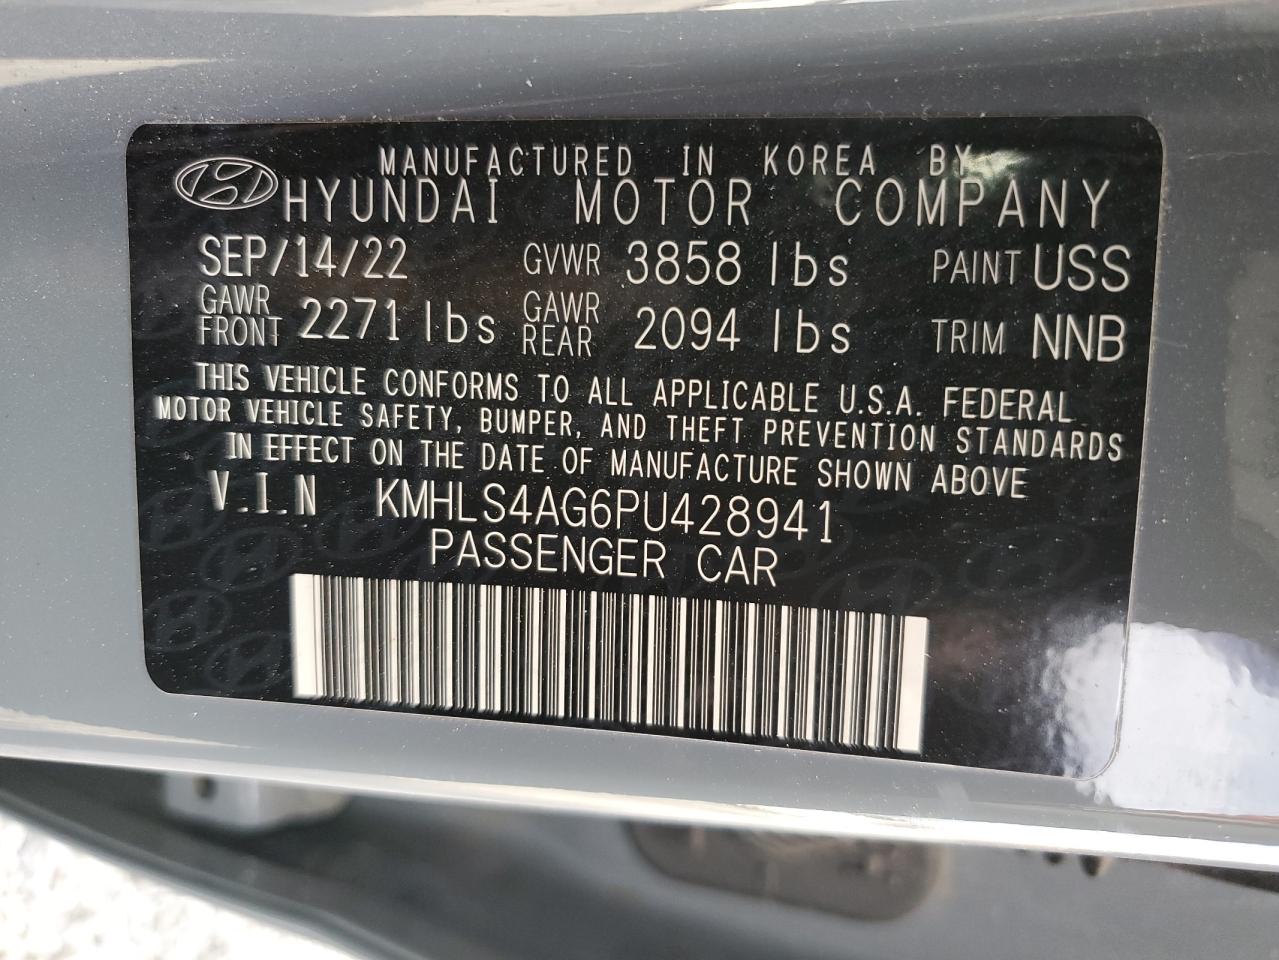 MANUFACTURED IN KOREA BY
HYUNDAI MOTOR COMPANY
SEP/14/22 GVWR 3858 lbs PAINT USS
GAWR FRONT 2271 lbs GAWR REAR 2094 lbs TRIM NNB
THIS VEHICLE CONFORMS TO ALL APPLICABLE U.S.A. FEDERAL
MOTOR VEHICLE SAFETY, BUMPER, AND THEFT PREVENTION STANDARDS
IN EFFECT ON THE DATE OF MANUFACTURE SHOWN ABOVE
V.I.N KMHLS4AG6PU428941
PASSENGER CAR